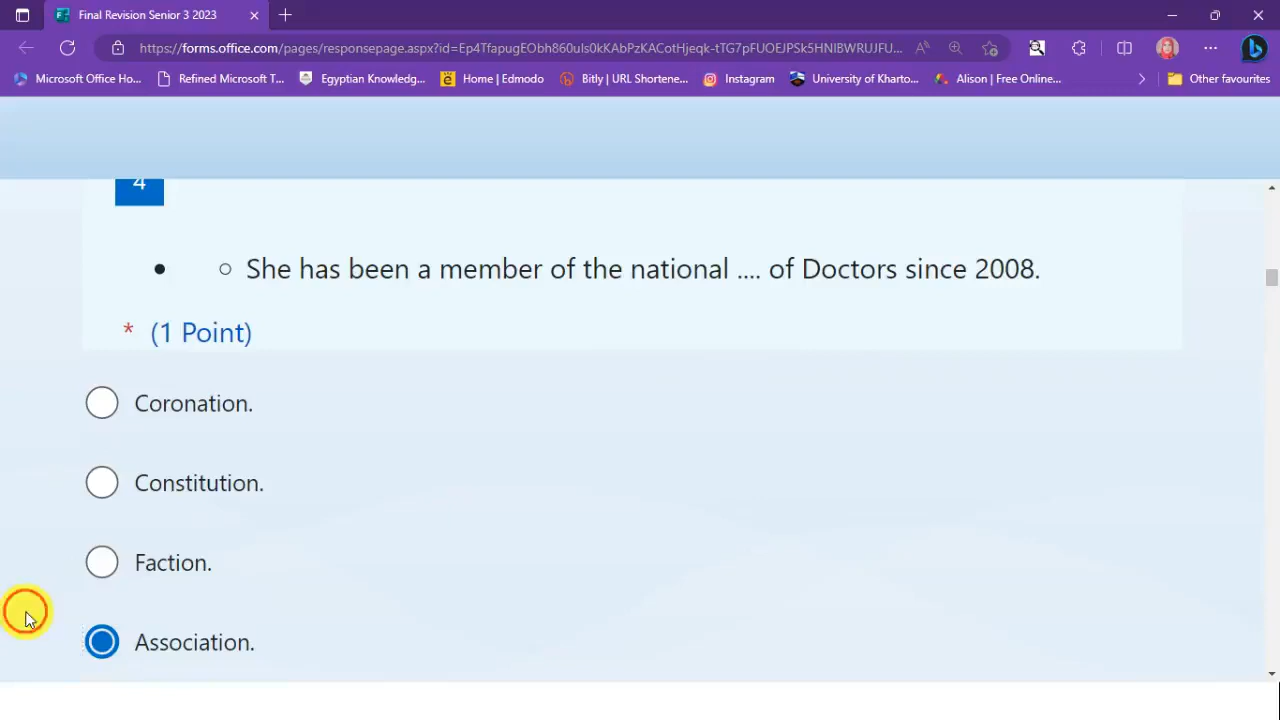 Final Revision Senior 3 2023
https://forms.office.com/pages/responsepage.aspx?id=Ep4TfapugEObh860uls0kKAbPzKACotHjeqk-tTG7pFUOEJPSk5HNlBWRUJFU...
Microsoft Office Ho...
Refined Microsoft T...
Egyptian Knowledg...
Home | Edmodo
Bitly | URL Shortene...
Instagram
University of Kharto...
Alison | Free Online...
Other favourites
4
She has been a member of the national .... of Doctors since 2008.
* (1 Point)
Coronation.
Constitution.
Faction.
Association.